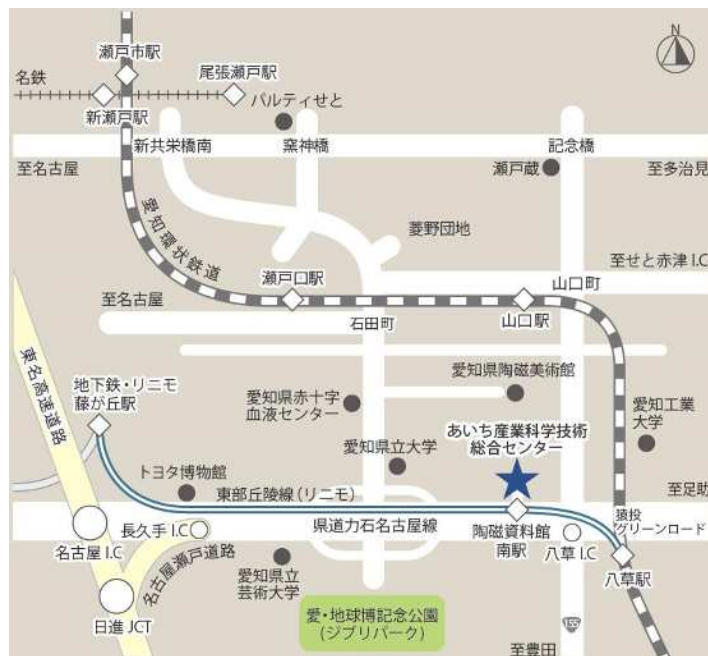 N
瀬戸市駅
名鉄
尾張瀬戸駅
パルティせと
新瀬戸駅
新共栄橋南
窯神橋
記念橋
至名古屋
瀬戸蔵
至多治見
愛知環状鉄道
菱野団地
至せと赤津I.C
瀬戸口駅
山口町
至名古屋
石田町
山口駅
東名高速道路
地下鉄・リニモ
藤が丘駅
愛知県陶磁美術館
愛知県赤十字
血液センター
愛知工業
大学
あいち産業科学技術
総合センター
愛知県立大学
トヨタ博物館
東部丘陵線(リニモ)
至足助
猿投
グリーンロード
名古屋I.C
長久手I.C
県道力石名古屋線
陶磁資料館
南駅
八草I.C
八草駅
名古屋瀬戸道路
愛知県立
芸術大学
日進JCT
愛・地球博記念公園
(ジブリパーク)
155
至豊田